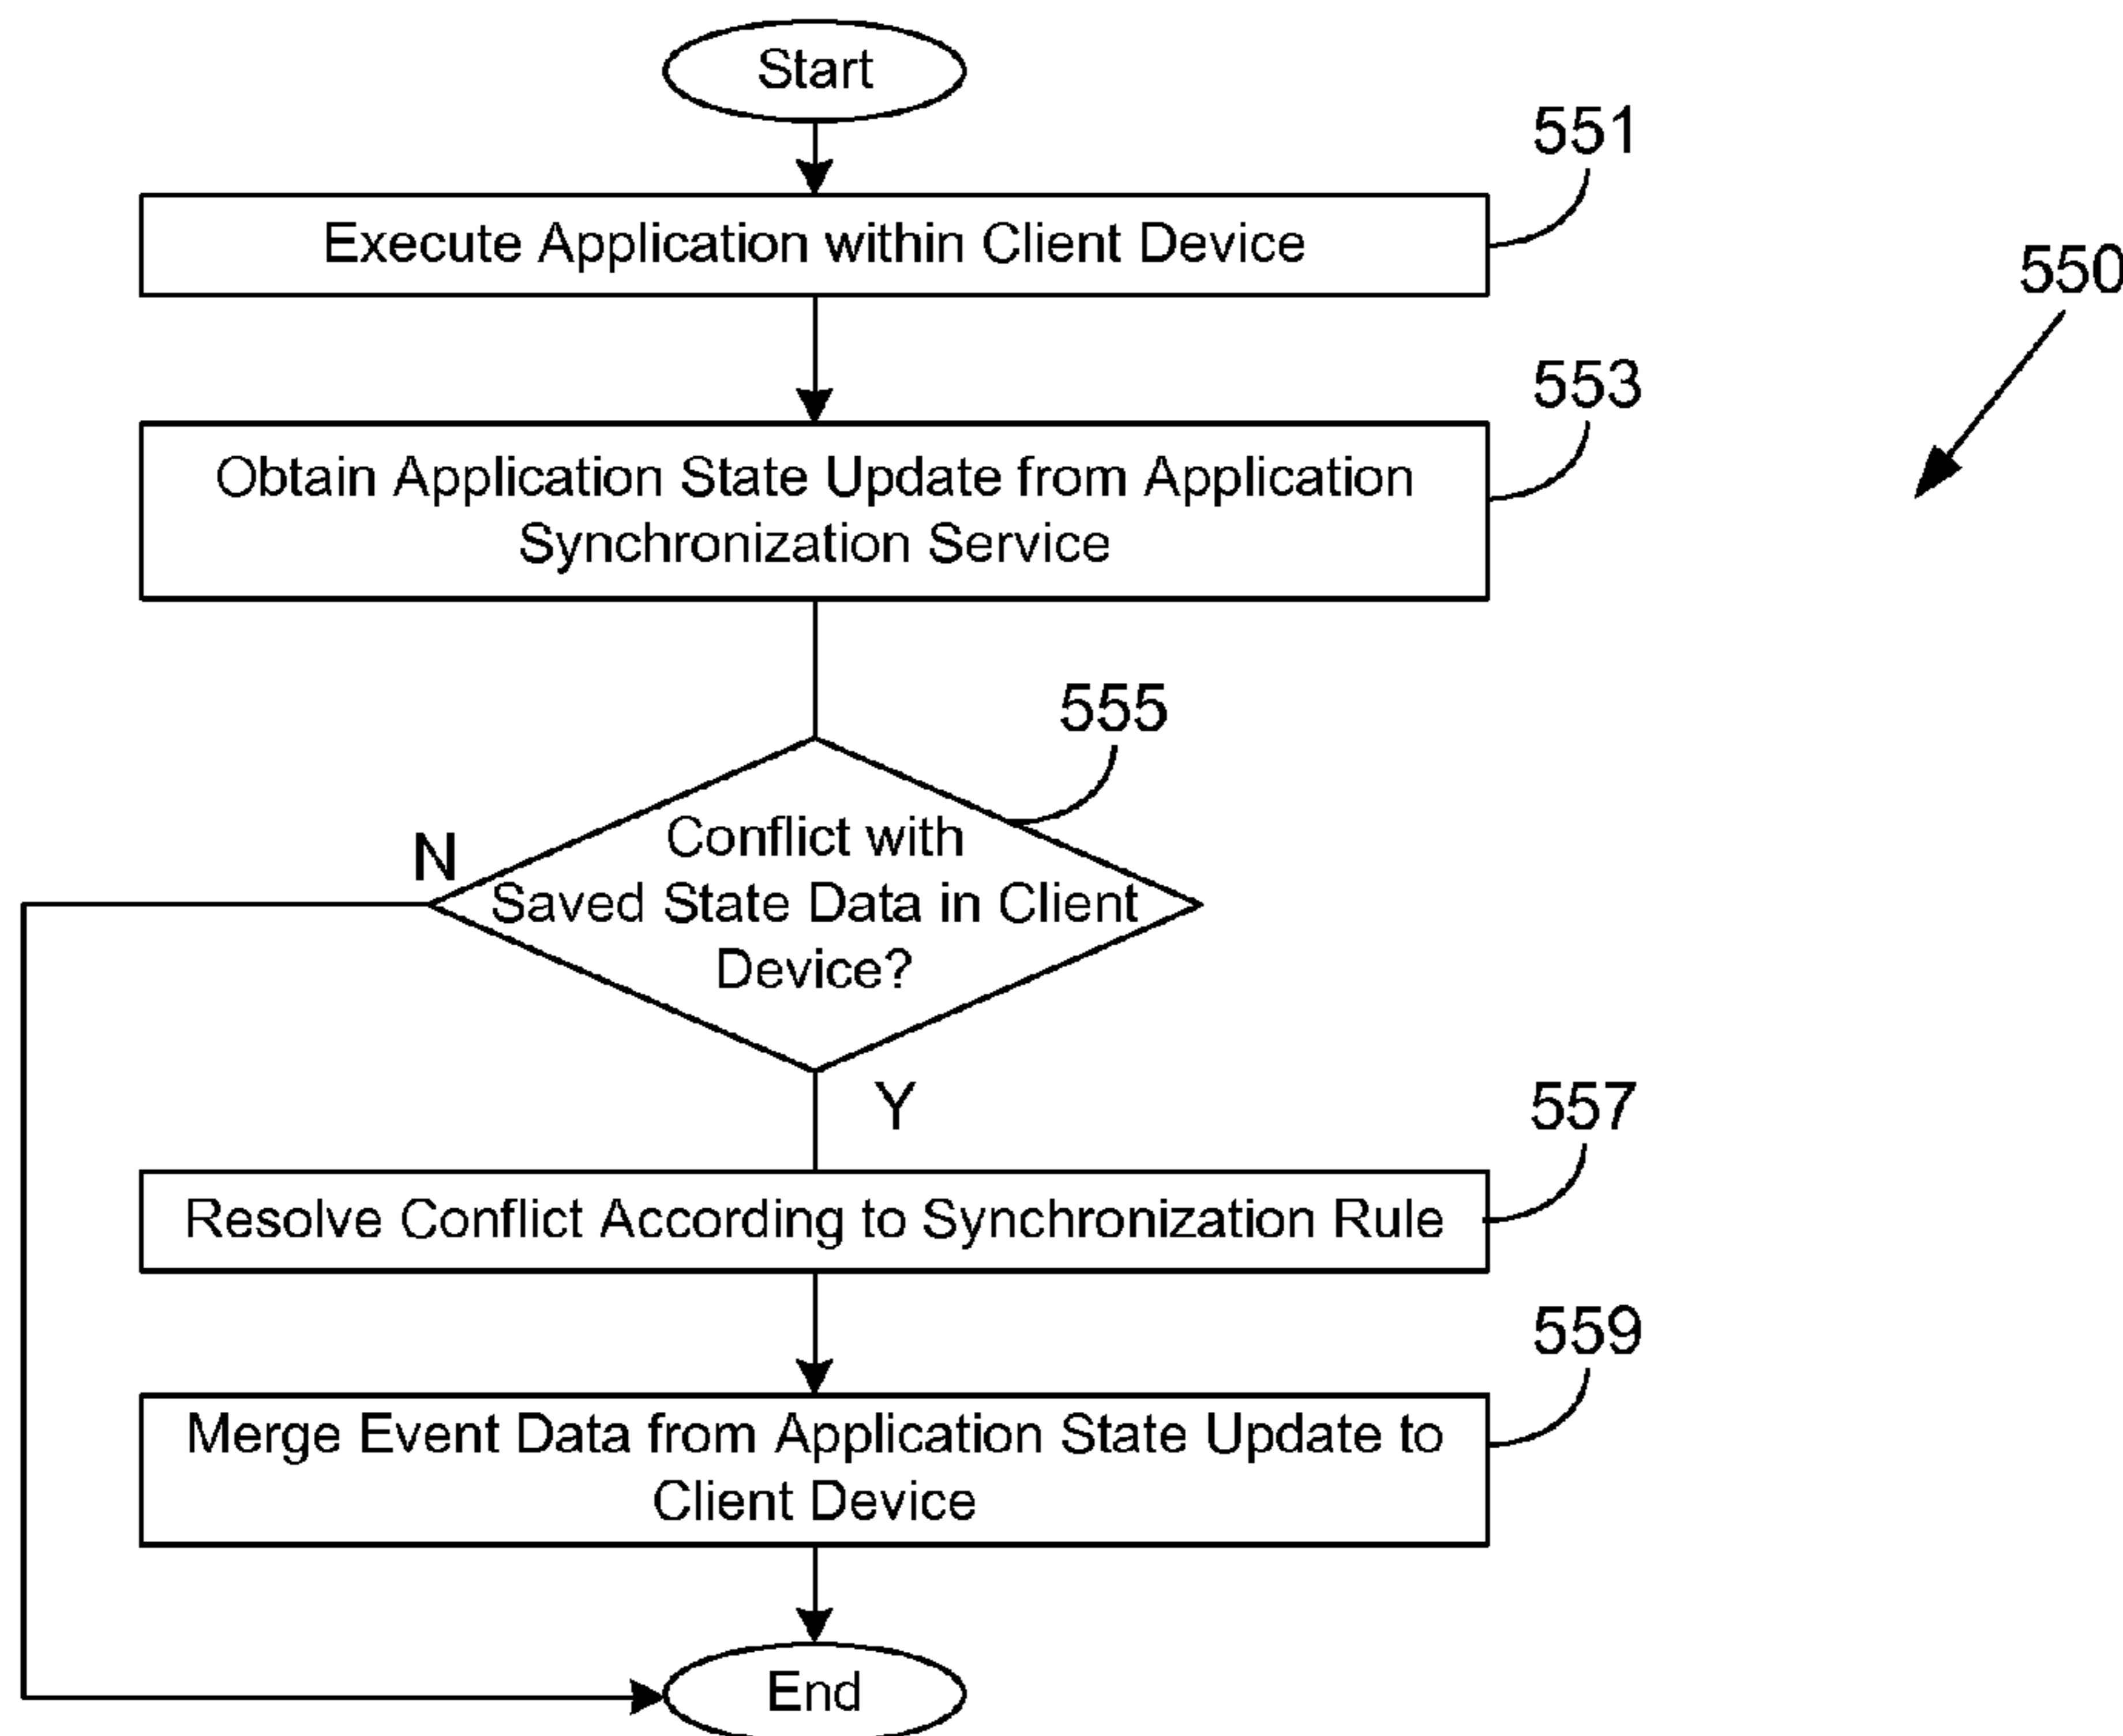 Start
551
Execute Application within Client Device
550
553
Obtain Application State Update from Application
Synchronization Service
555
Conflict with
N
Saved State Data in Client
Device?
Y
557
Resolve Conflict According to Synchronization Rule
559
Merge Event Data from Application State Update to
Client Device
End